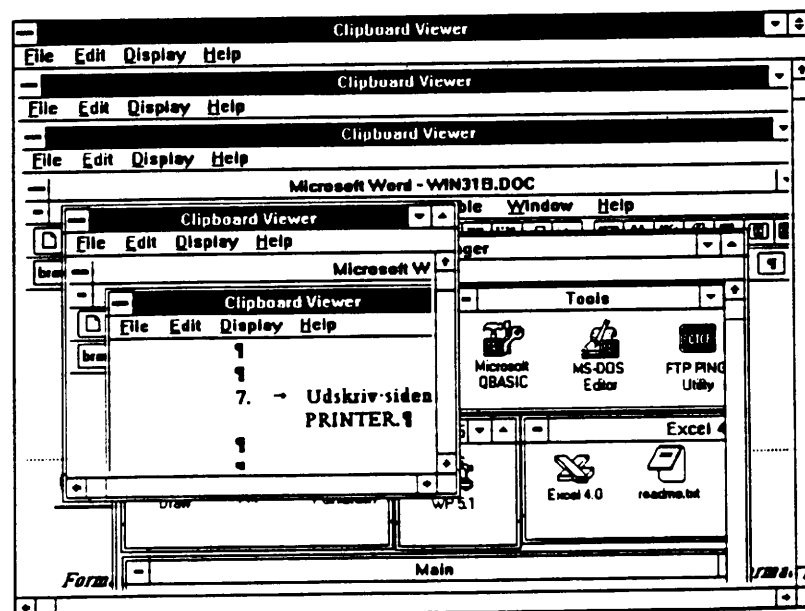 Clipboard Viewer
File Edit Display Help
Clipboard Viewer
File Edit Display Help
Clipboard Viewer
File Edit Display Help
Microsoft Word - WIN31B.DOC
ble Window Help
Clipboard Viewer
File Edit Display Help
ger
Microsoft W
Tools
Clipboard Viewer
File Edit Display Help
Microsoft QBASIC
MS-DOS Editor
FTP PING Utility
¶
¶
7. → Udskriv·siden
PRINTER.¶
¶
Excel 4
Draw
WP 5.1
Excel 4.0
readme.txt
Main
Forma